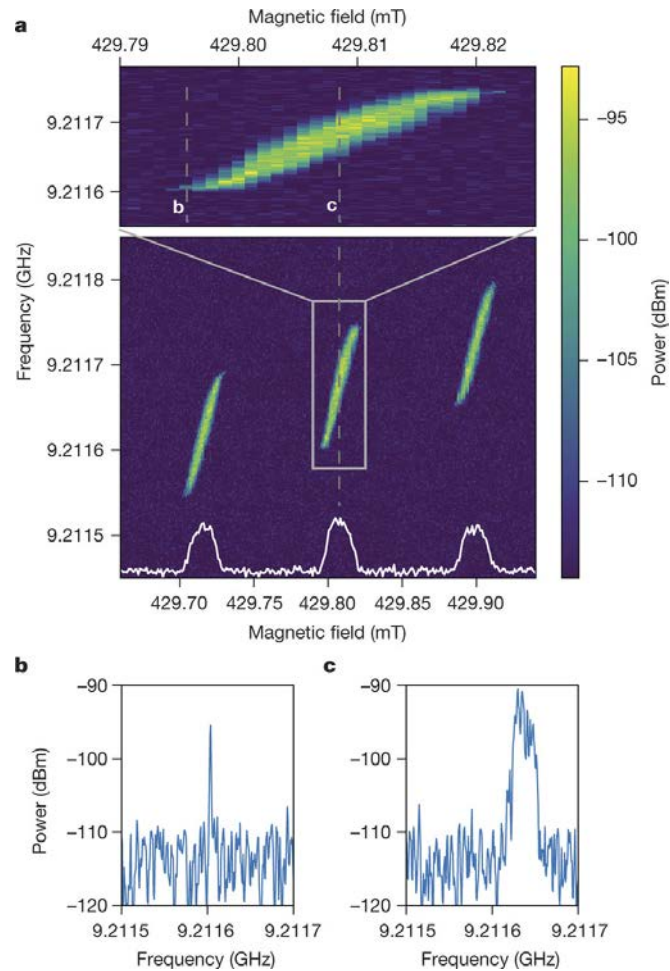 a
Magnetic field (mT)
429.79 429.80 429.81 429.82
9.2117
9.2116
b
c
−95
−100
−105
−110
Power (dBm)
Frequency (GHz)
9.2118
9.2117
9.2116
9.2115
429.70 429.75 429.80 429.85 429.90
Magnetic field (mT)
b
−90
−100
−110
−120
Power (dBm)
9.2115 9.2116 9.2117
Frequency (GHz)
c
−90
−100
−110
−120
9.2115 9.2116 9.2117
Frequency (GHz)